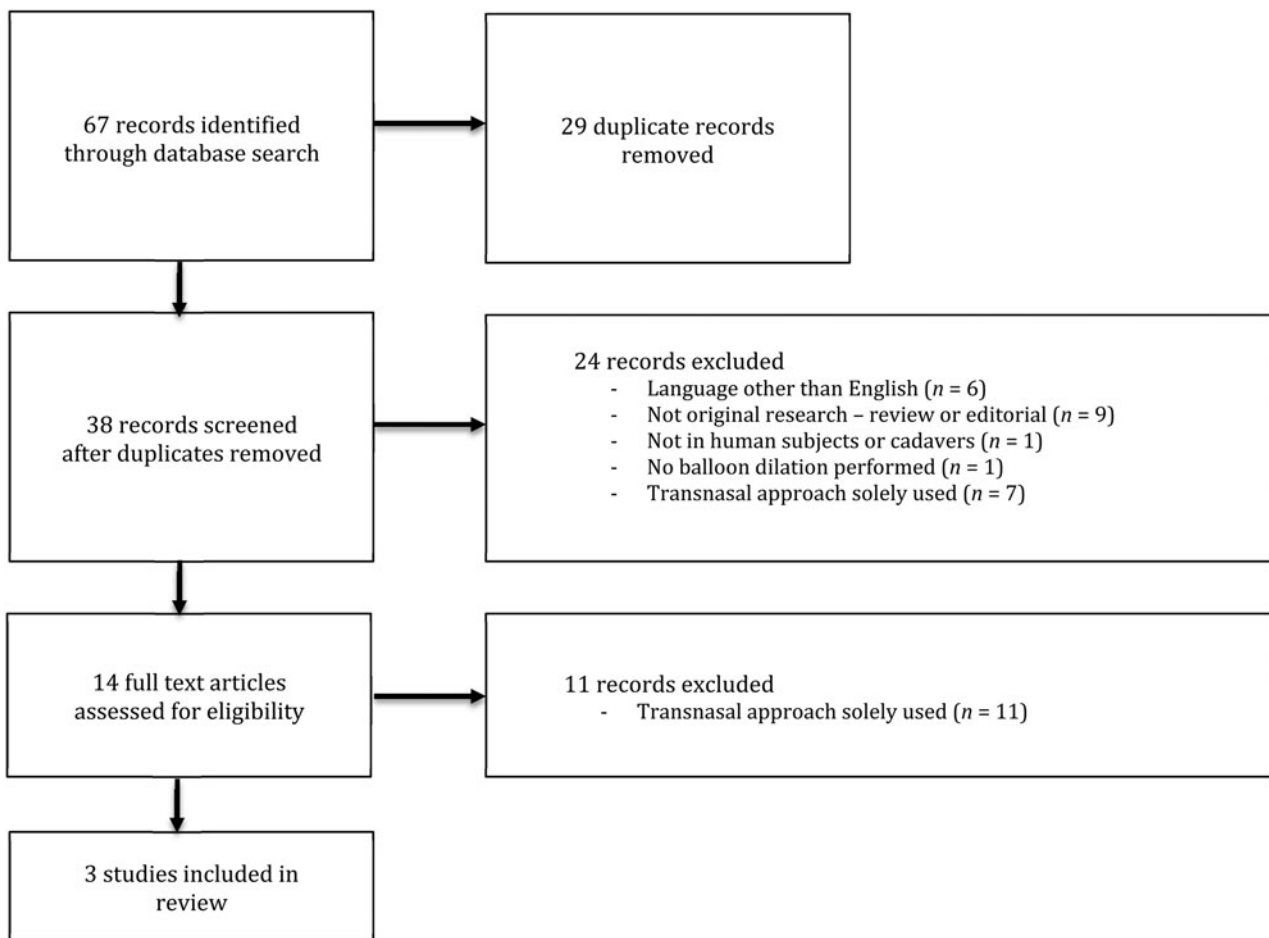 67 records identified
through database search
29 duplicate records
removed
38 records screened
after duplicates removed
24 records excluded
- Language other than English (n = 6)
- Not original research – review or editorial (n = 9)
- Not in human subjects or cadavers (n = 1)
- No balloon dilation performed (n = 1)
- Transnasal approach solely used (n = 7)
14 full text articles
assessed for eligibility
11 records excluded
- Transnasal approach solely used (n = 11)
3 studies included in
review